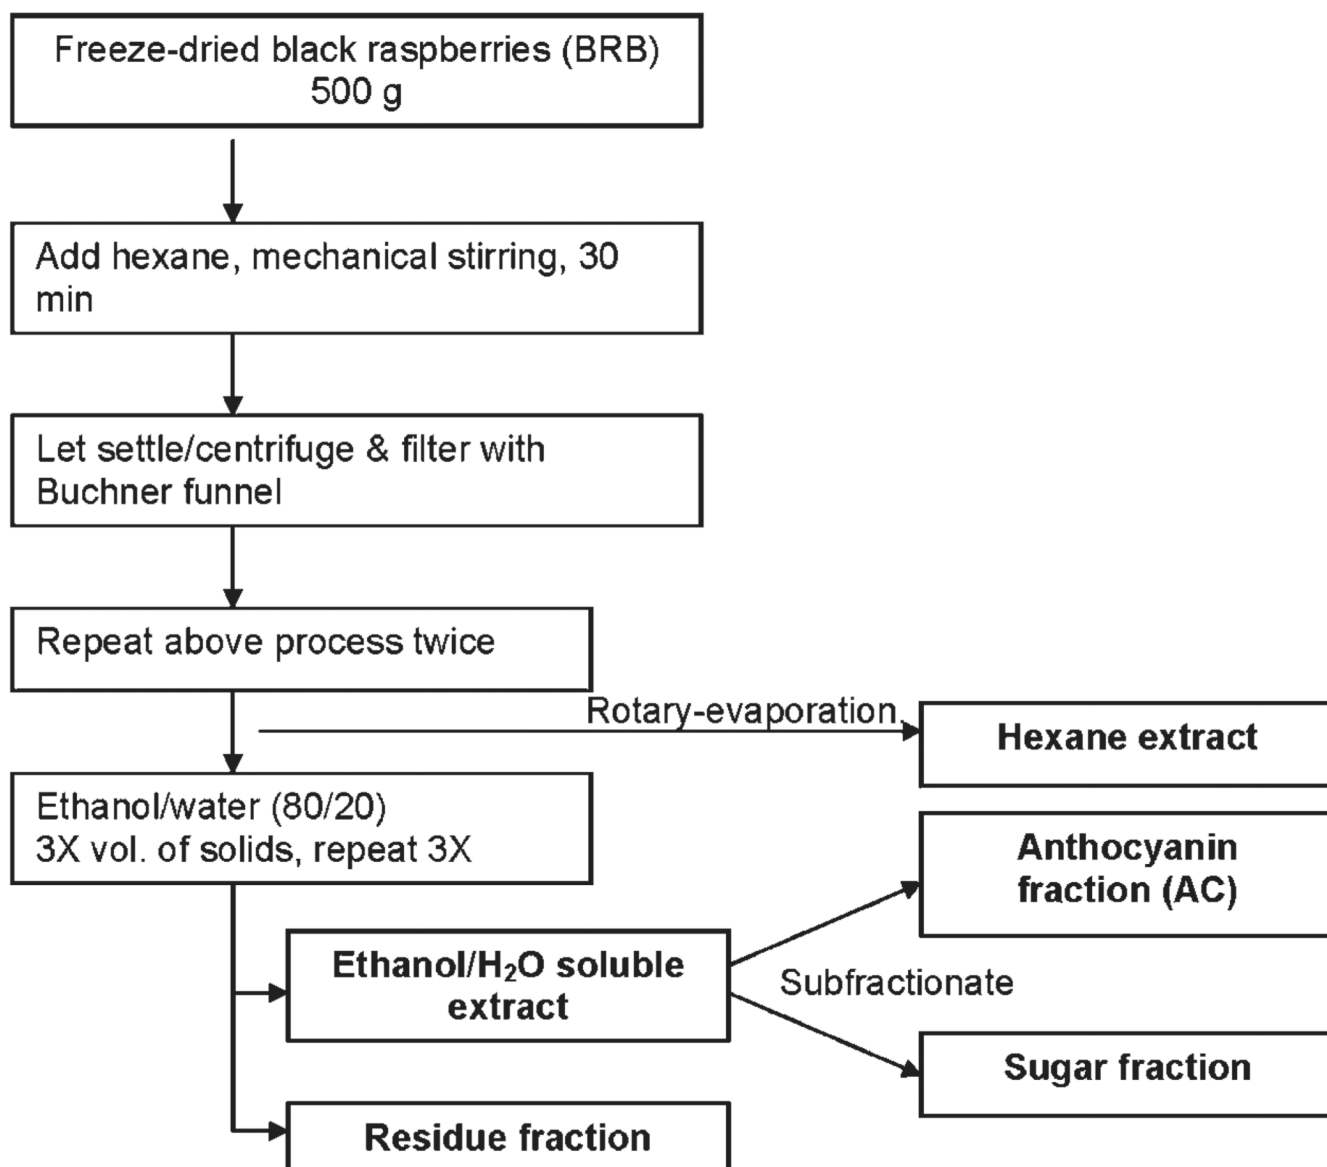 Freeze-dried black raspberries (BRB)
500 g
Add hexane, mechanical stirring, 30
min
Let settle/centrifuge & filter with
Buchner funnel
Repeat above process twice
Rotary-evaporation.
Hexane extract
Ethanol/water (80/20)
3X vol. of solids, repeat 3X
Anthocyanin
fraction (AC)
Ethanol/H₂O soluble
extract
Subfractionate
Sugar fraction
Residue fraction